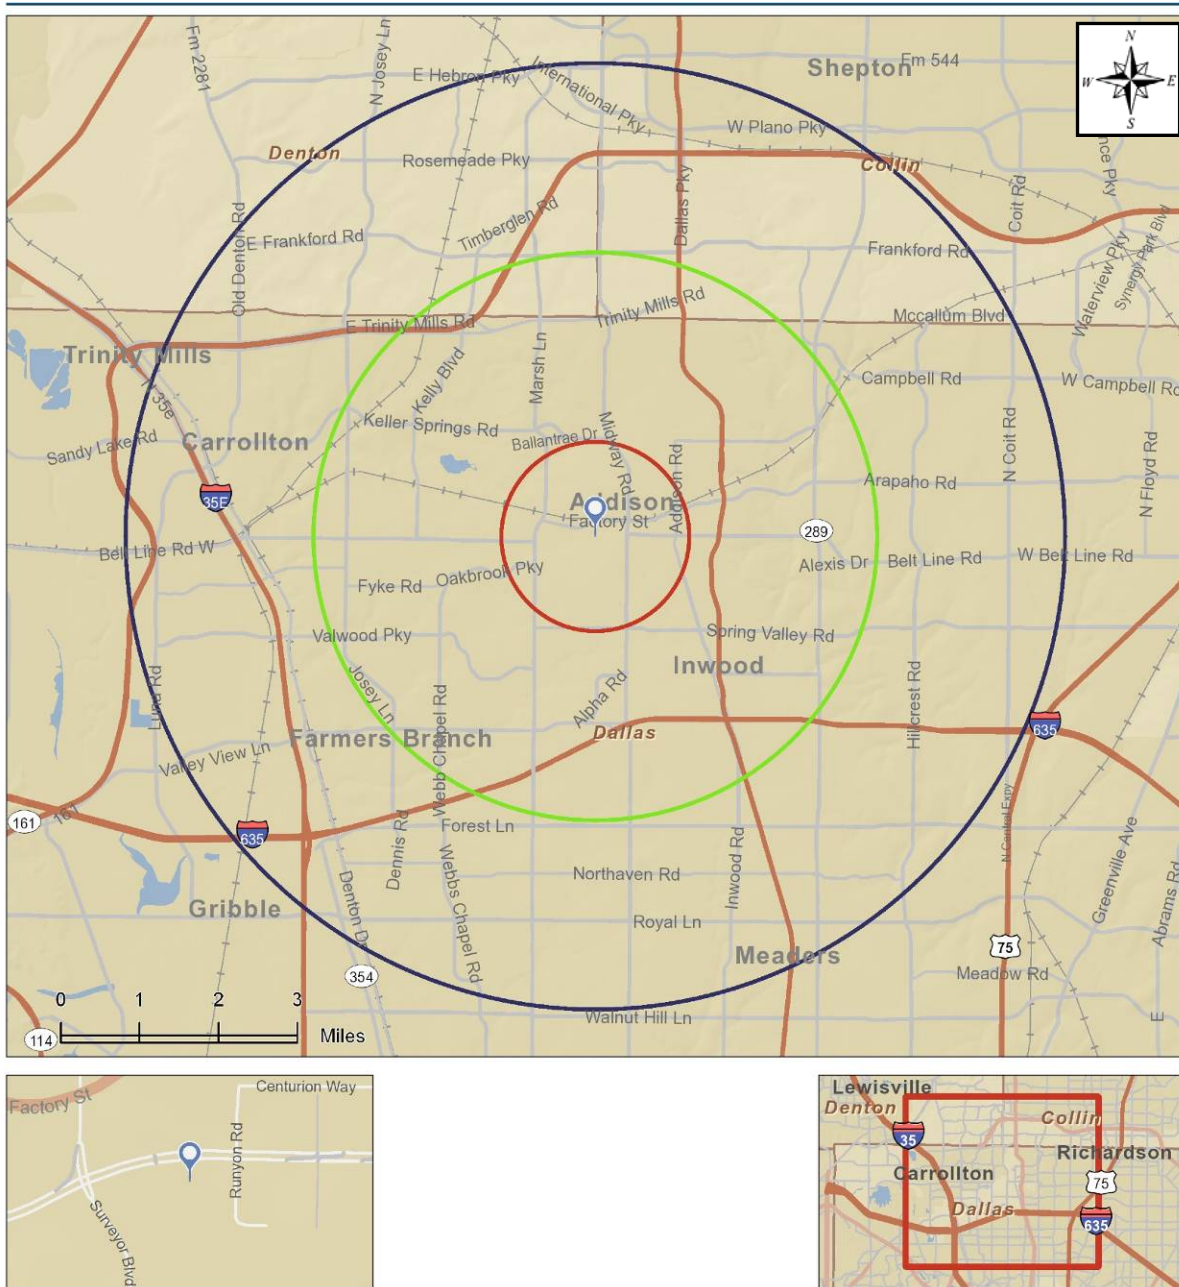 Fm 2281
N Josey Ln
E Hebron Pky
International Pky
Shepton
Fm 544
N
W
E
S
W Plano Pky
Denton
Rosemeade Pky
Collin
Coit Rd
nce Pky
Dallas Pky
Old Denton Rd
E Frankford Rd
Timberglen Rd
Frankford Rd
Waterview Pky
Synergy Park Blvd
E Trinity Mills Rd
Trinity Mills Rd
Mccallum Blvd
Trinity Mills
35e
Kelly Blvd
Marsh Ln
Campbell Rd
W Campbell Rd
Sandy Lake Rd
Carrollton
Keller Springs Rd
Ballantrae Dr
Midway Rd
Addison Rd
N Coit Rd
N Floyd Rd
35E
Addison
Arapaho Rd
Factory St
289
Belt Line Rd W
Alexis Dr
Belt Line Rd
W Belt Line Rd
Fyke Rd
Oakbrook Pky
Valwood Pky
Spring Valley Rd
Inwood
Luna Rd
Josey Ln
Webb Chapel Rd
Alpha Rd
Hillcrest Rd
Farmers Branch
Dallas
635
Valley View Ln
161
161
635
Forest Ln
N Central Expy
Dennis Rd
Webbs Chapel Rd
Northaven Rd
Inwood Rd
Greenville Ave
Abrams Rd
Gribble
Denton Dr
Royal Ln
Meaders
75
354
Meadow Rd
0 1 2 3
Miles
114
Walnut Hill Ln
E
Factory St
Centurion Way
Runyon Rd
Surveyor Blvd
Lewisville
Denton
Collin
35
Richardson
Carrollton
75
Dallas
635